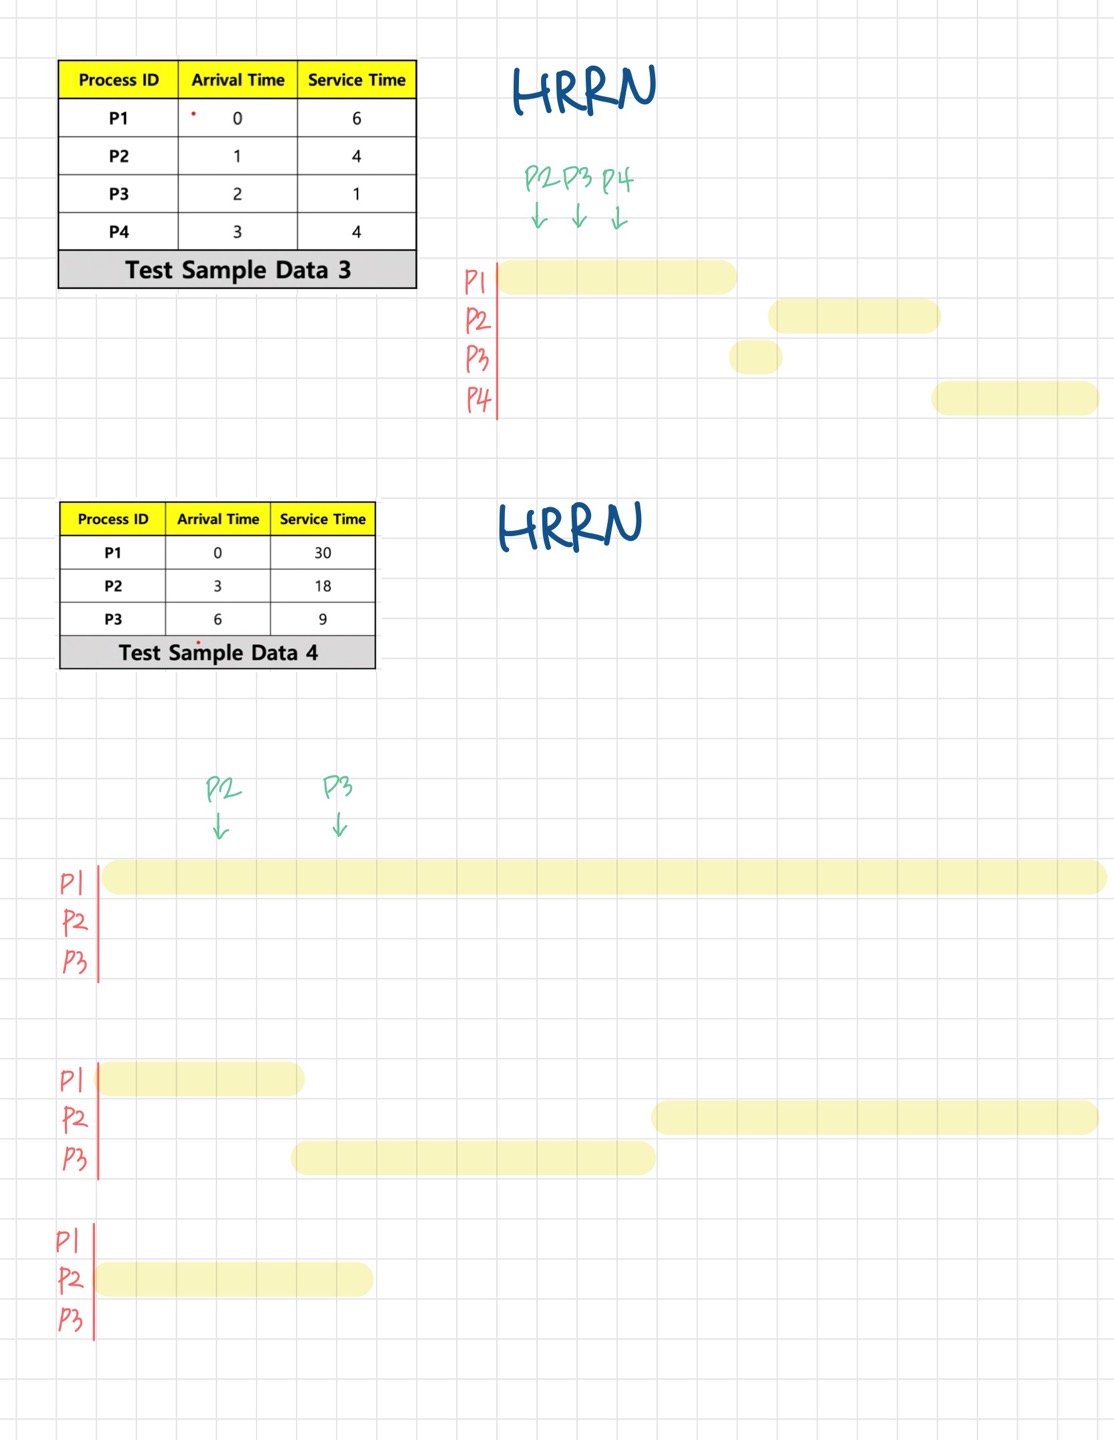 Process ID Arrival Time Service Time
P1 0 6
P2 1 4
P3 2 1
P4 3 4
Test Sample Data 3
HRRN
P2 P3 P4
P1
P2
P3
P4
Process ID Arrival Time Service Time
P1 0 30
P2 3 18
P3 6 9
Test Sample Data 4
HRRN
P2 P3
P1
P2
P3
P1
P2
P3
P1
P2
P3